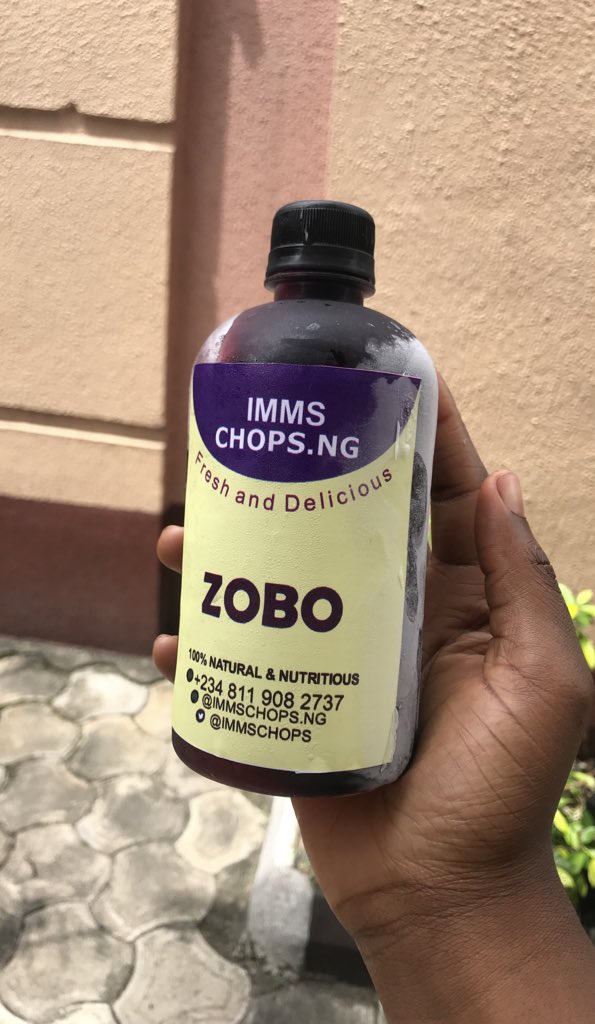 IMMS
CHOPS.NG
Fresh and Delicious
ZOBO
100% NATURAL & NUTRITIOUS
+234 811 908 2737
@IMMSCHOPS.NG
@IMMSCHOPS